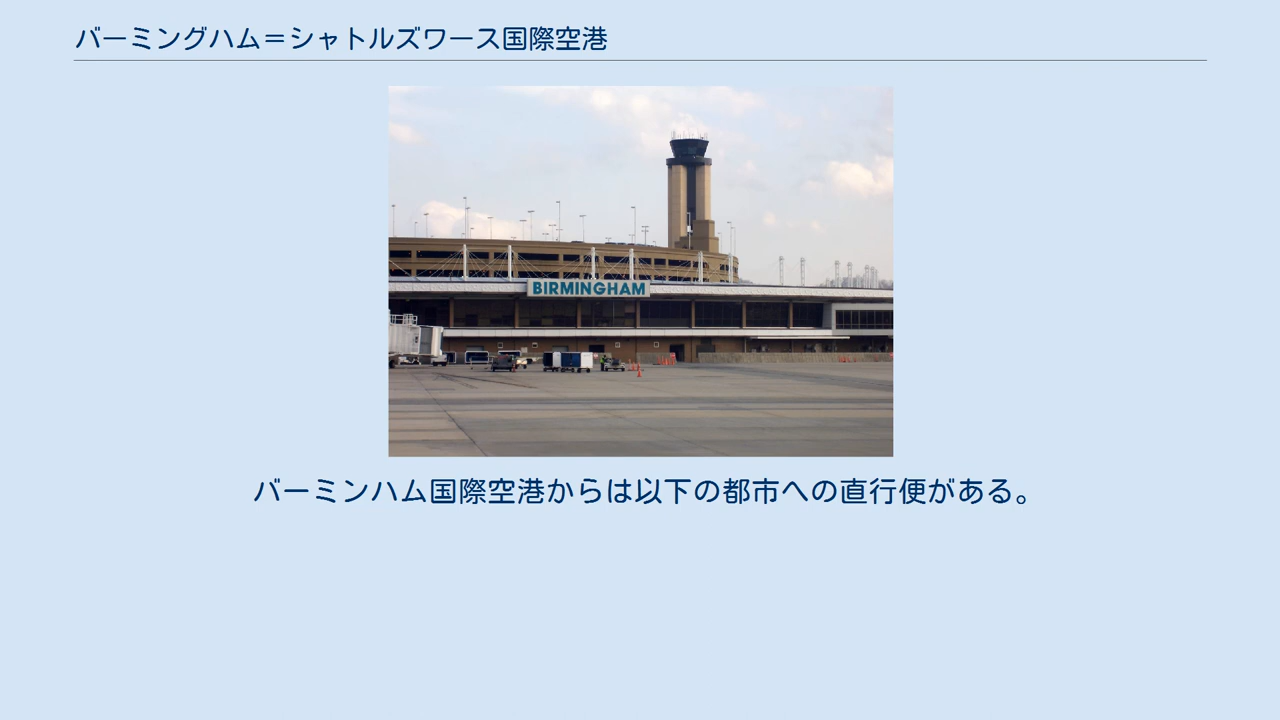 バーミングハム＝シャトルズワース国際空港
BIRMINGHAM
バーミンハム国際空港からは以下の都市への直行便がある。